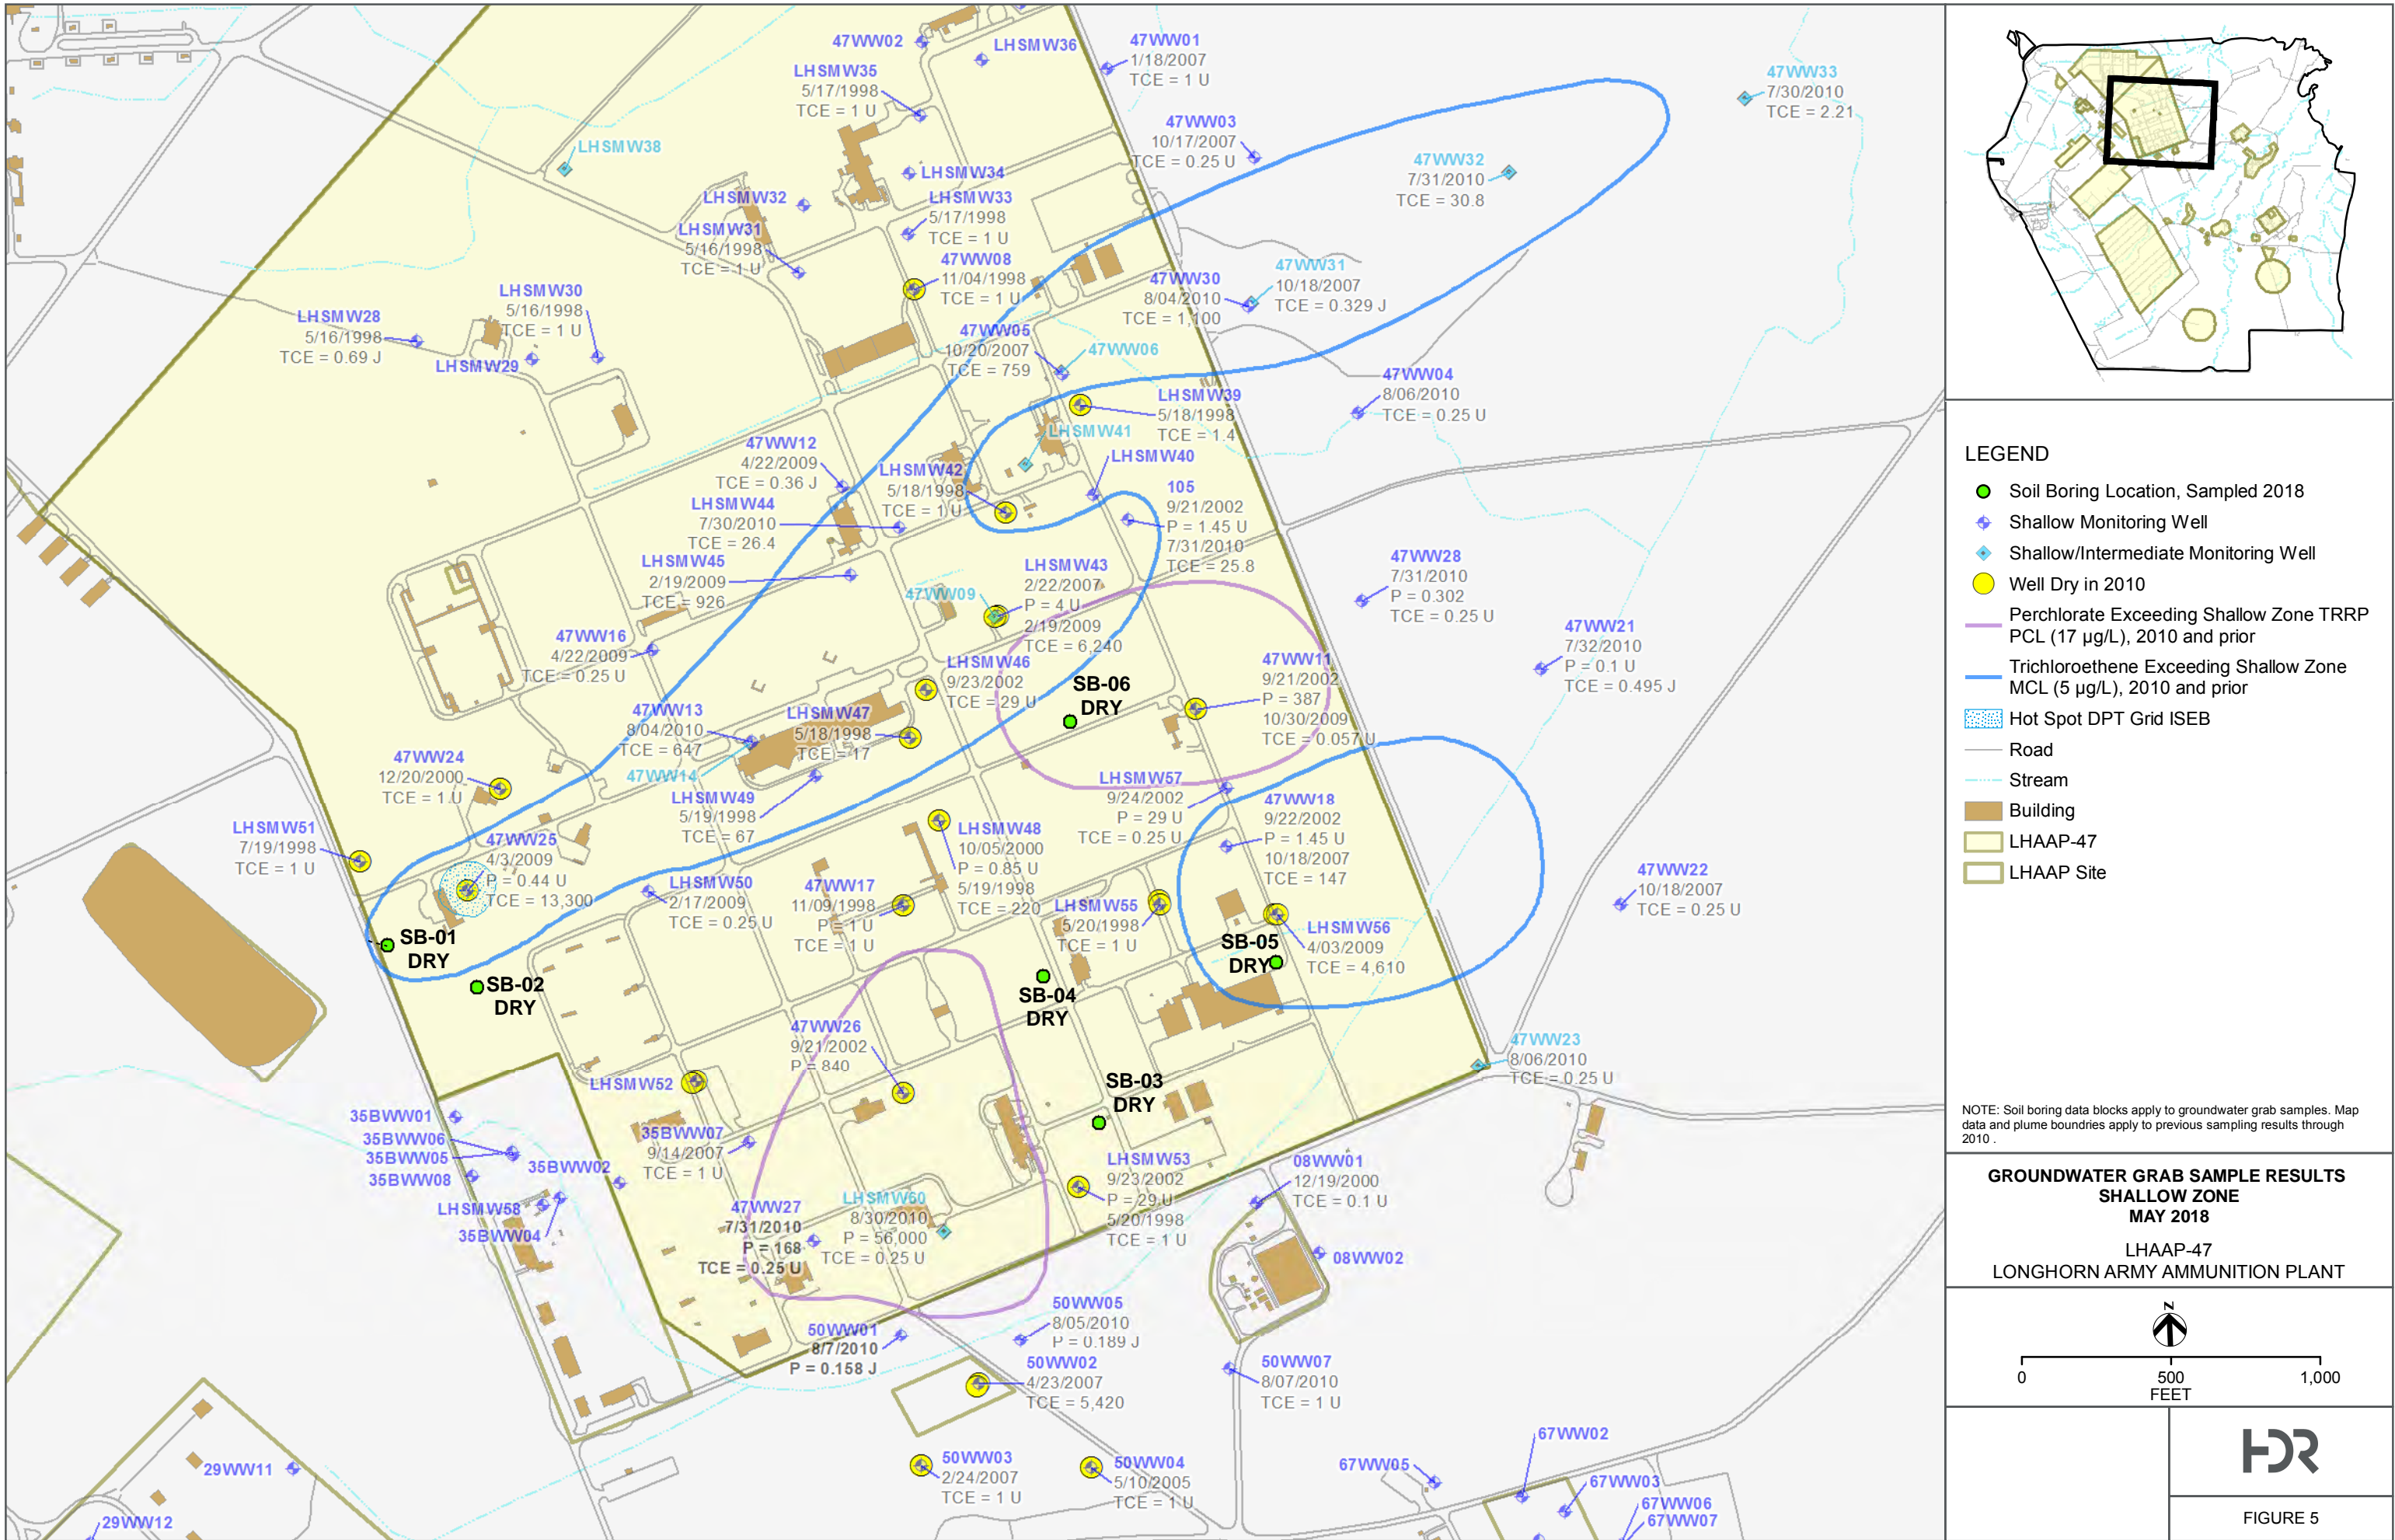 47WW02
LHSMW36
47WW01
1/18/2007
TCE = 1 U
LHSMW35
5/17/1998
TCE = 1 U
47WW33
7/30/2010
TCE = 2.21
47WW03
10/17/2007
TCE = 0.25 U
LHSMW38
47WW32
7/31/2010
TCE = 30.8
LHSMW34
LHSMW32
LHSMW33
5/17/1998
TCE = 1 U
LHSMW31
5/16/1998
TCE = 1 U
47WW08
11/04/1998
TCE = 1 U
47WW30
8/04/2010
TCE = 1,100
47WW31
10/18/2007
TCE = 0.329 J
LHSMW30
5/16/1998
TCE = 1 U
LHSMW28
5/16/1998
TCE = 0.69 J
LHSMW29
47WW05
10/20/2007
TCE = 759
47WW06
47WW04
8/06/2010
TCE = 0.25 U
LHSMW39
5/18/1998
TCE = 1.4
LHSMW41
47WW12
4/22/2009
TCE = 0.36 J
LHSMW42
5/18/1998
TCE = 1 U
LHSMW40
LHSMW44
7/30/2010
TCE = 26.4
105
9/21/2002
P = 1.45 U
7/31/2010
TCE = 25.8
LHSMW45
2/19/2009
TCE = 926
LHSMW43
2/22/2007
P = 4 U
2/19/2009
TCE = 6,240
47WW09
47WW28
7/31/2010
P = 0.302
TCE = 0.25 U
47WW16
4/22/2009
TCE = 0.25 U
47WW21
7/32/2010
P = 0.1 U
TCE = 0.495 J
LHSMW46
9/23/2002
TCE = 29 U
SB-06
DRY
47WW11
9/21/2002
P = 387
10/30/2009
TCE = 0.057 U
47WW13
8/04/2010
TCE = 647
LHSMW47
5/18/1998
TCE = 17
47WW14
47WW24
12/20/2000
TCE = 1.U
LHSMW49
5/19/1998
TCE = 67
LHSMW57
9/24/2002
P = 29 U
TCE = 0.25 U
47WW18
9/22/2002
P = 1.45 U
10/18/2007
TCE = 147
LHSMW51
7/19/1998
TCE = 1 U
47WW25
4/3/2009
P = 0.44 U
TCE = 13,300
LHSMW48
10/05/2000
P = 0.85 U
5/19/1998
TCE = 220
LHSMW50
2/17/2009
TCE = 0.25 U
47WW17
11/09/1998
P = 1 U
TCE = 1 U
LHSMW55
5/20/1998
TCE = 1 U
47WW22
10/18/2007
TCE = 0.25 U
LHSMW56
4/03/2009
TCE = 4,610
SB-01
DRY
SB-02
DRY
SB-05
DRY
SB-04
DRY
47WW26
9/21/2002
P = 840
47WW23
8/06/2010
TCE = 0.25 U
LHSMW52
SB-03
DRY
35BWW01
35BWW06
35BWW05
35BWW08
35BWW02
LHSMW58
35BWW04
35BWW07
9/14/2007
TCE = 1 U
LHSMW53
9/23/2002
P = 29 U
5/20/1998
TCE = 1 U
08WW01
12/19/2000
TCE = 0.1 U
08WW02
47WW27
7/31/2010
P = 168
TCE = 0.25 U
LHSMW60
8/30/2010
P = 56,000
TCE = 0.25 U
50WW01
8/7/2010
P = 0.158 J
50WW05
8/05/2010
P = 0.189 J
50WW02
4/23/2007
TCE = 5,420
50WW07
8/07/2010
TCE = 1 U
50WW03
2/24/2007
TCE = 1 U
50WW04
5/10/2005
TCE = 1 U
29WW11
29WW12
67WW05
67WW02
67WW03
67WW06
67WW07
LEGEND
Soil Boring Location, Sampled 2018
Shallow Monitoring Well
Shallow/Intermediate Monitoring Well
Well Dry in 2010
Perchlorate Exceeding Shallow Zone TRRP
PCL (17 µg/L), 2010 and prior
Trichloroethene Exceeding Shallow Zone
MCL (5 µg/L), 2010 and prior
Hot Spot DPT Grid ISEB
Road
Stream
Building
LHAAP-47
LHAAP Site
NOTE: Soil boring data blocks apply to groundwater grab samples. Map
data and plume boundries apply to previous sampling results through
2010 .
GROUNDWATER GRAB SAMPLE RESULTS
SHALLOW ZONE
MAY 2018
LHAAP-47
LONGHORN ARMY AMMUNITION PLANT
N
0 500 1,000
FEET
HDR
FIGURE 5